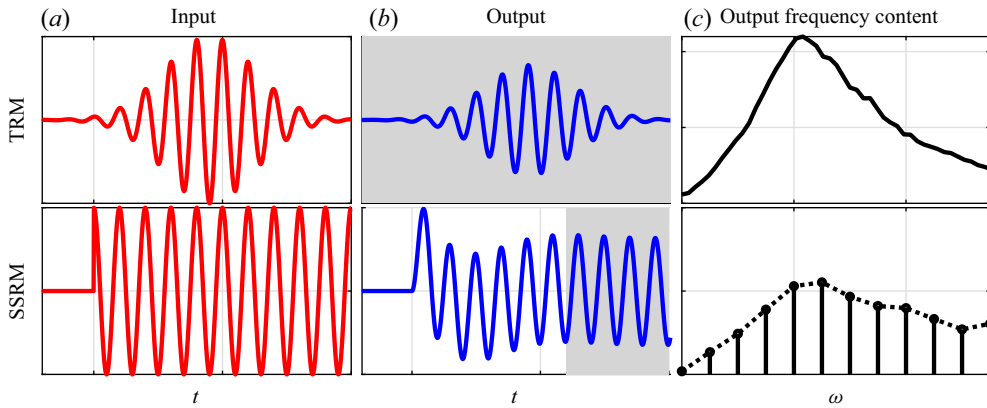 (a) Input
(b) Output
(c) Output frequency content
TRM
SSRM
t
t
ω